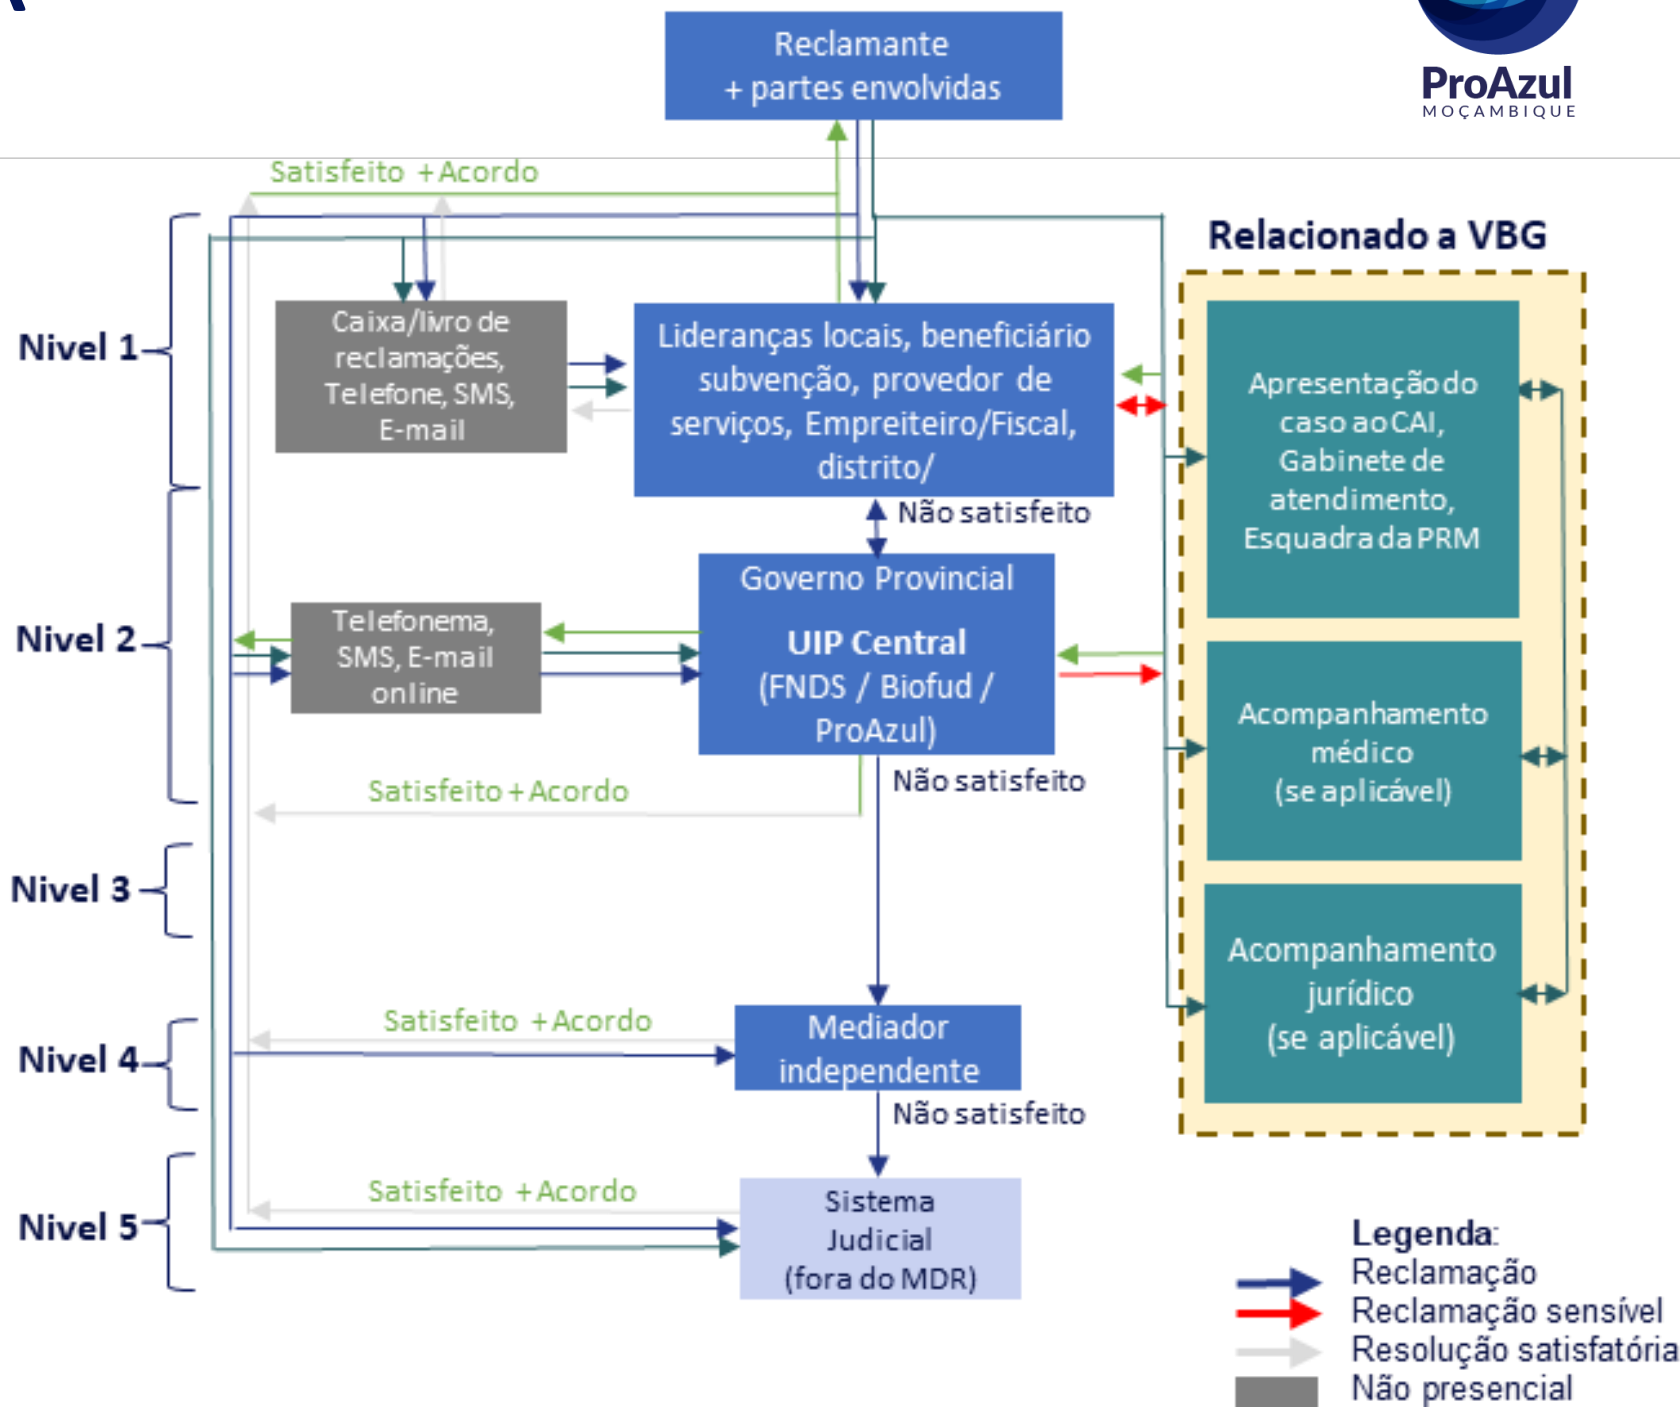 Reclamante
+ partes envolvidas
ProAzul
MOÇAMBIQUE
Satisfeito +Acordo
Relacionado a VBG
Nivel 1
Caixa/livro de
reclamações,
Telefone, SMS,
E-mail
Lideranças locais, beneficiário
subvenção, provedor de
serviços, Empreiteiro/Fiscal,
distrito/
Apresentação do
caso ao CAI,
Gabinete de
atendimento,
Esquadra da PRM
Não satisfeito
Nivel 2
Telefonema,
SMS, E-mail
online
Governo Provincial
UIP Central
(FNDS / Biofud /
ProAzul)
Acompanhamento
médico
(se aplicável)
Não satisfeito
Satisfeito +Acordo
Nivel 3
Acompanhamento
jurídico
(se aplicável)
Nivel 4
Satisfeito +Acordo
Mediador
independente
Não satisfeito
Nivel 5
Satisfeito +Acordo
Sistema
Judicial
(fora do MDR)
Legenda:
Reclamação
Reclamação sensível
Resolução satisfatória
Não presencial